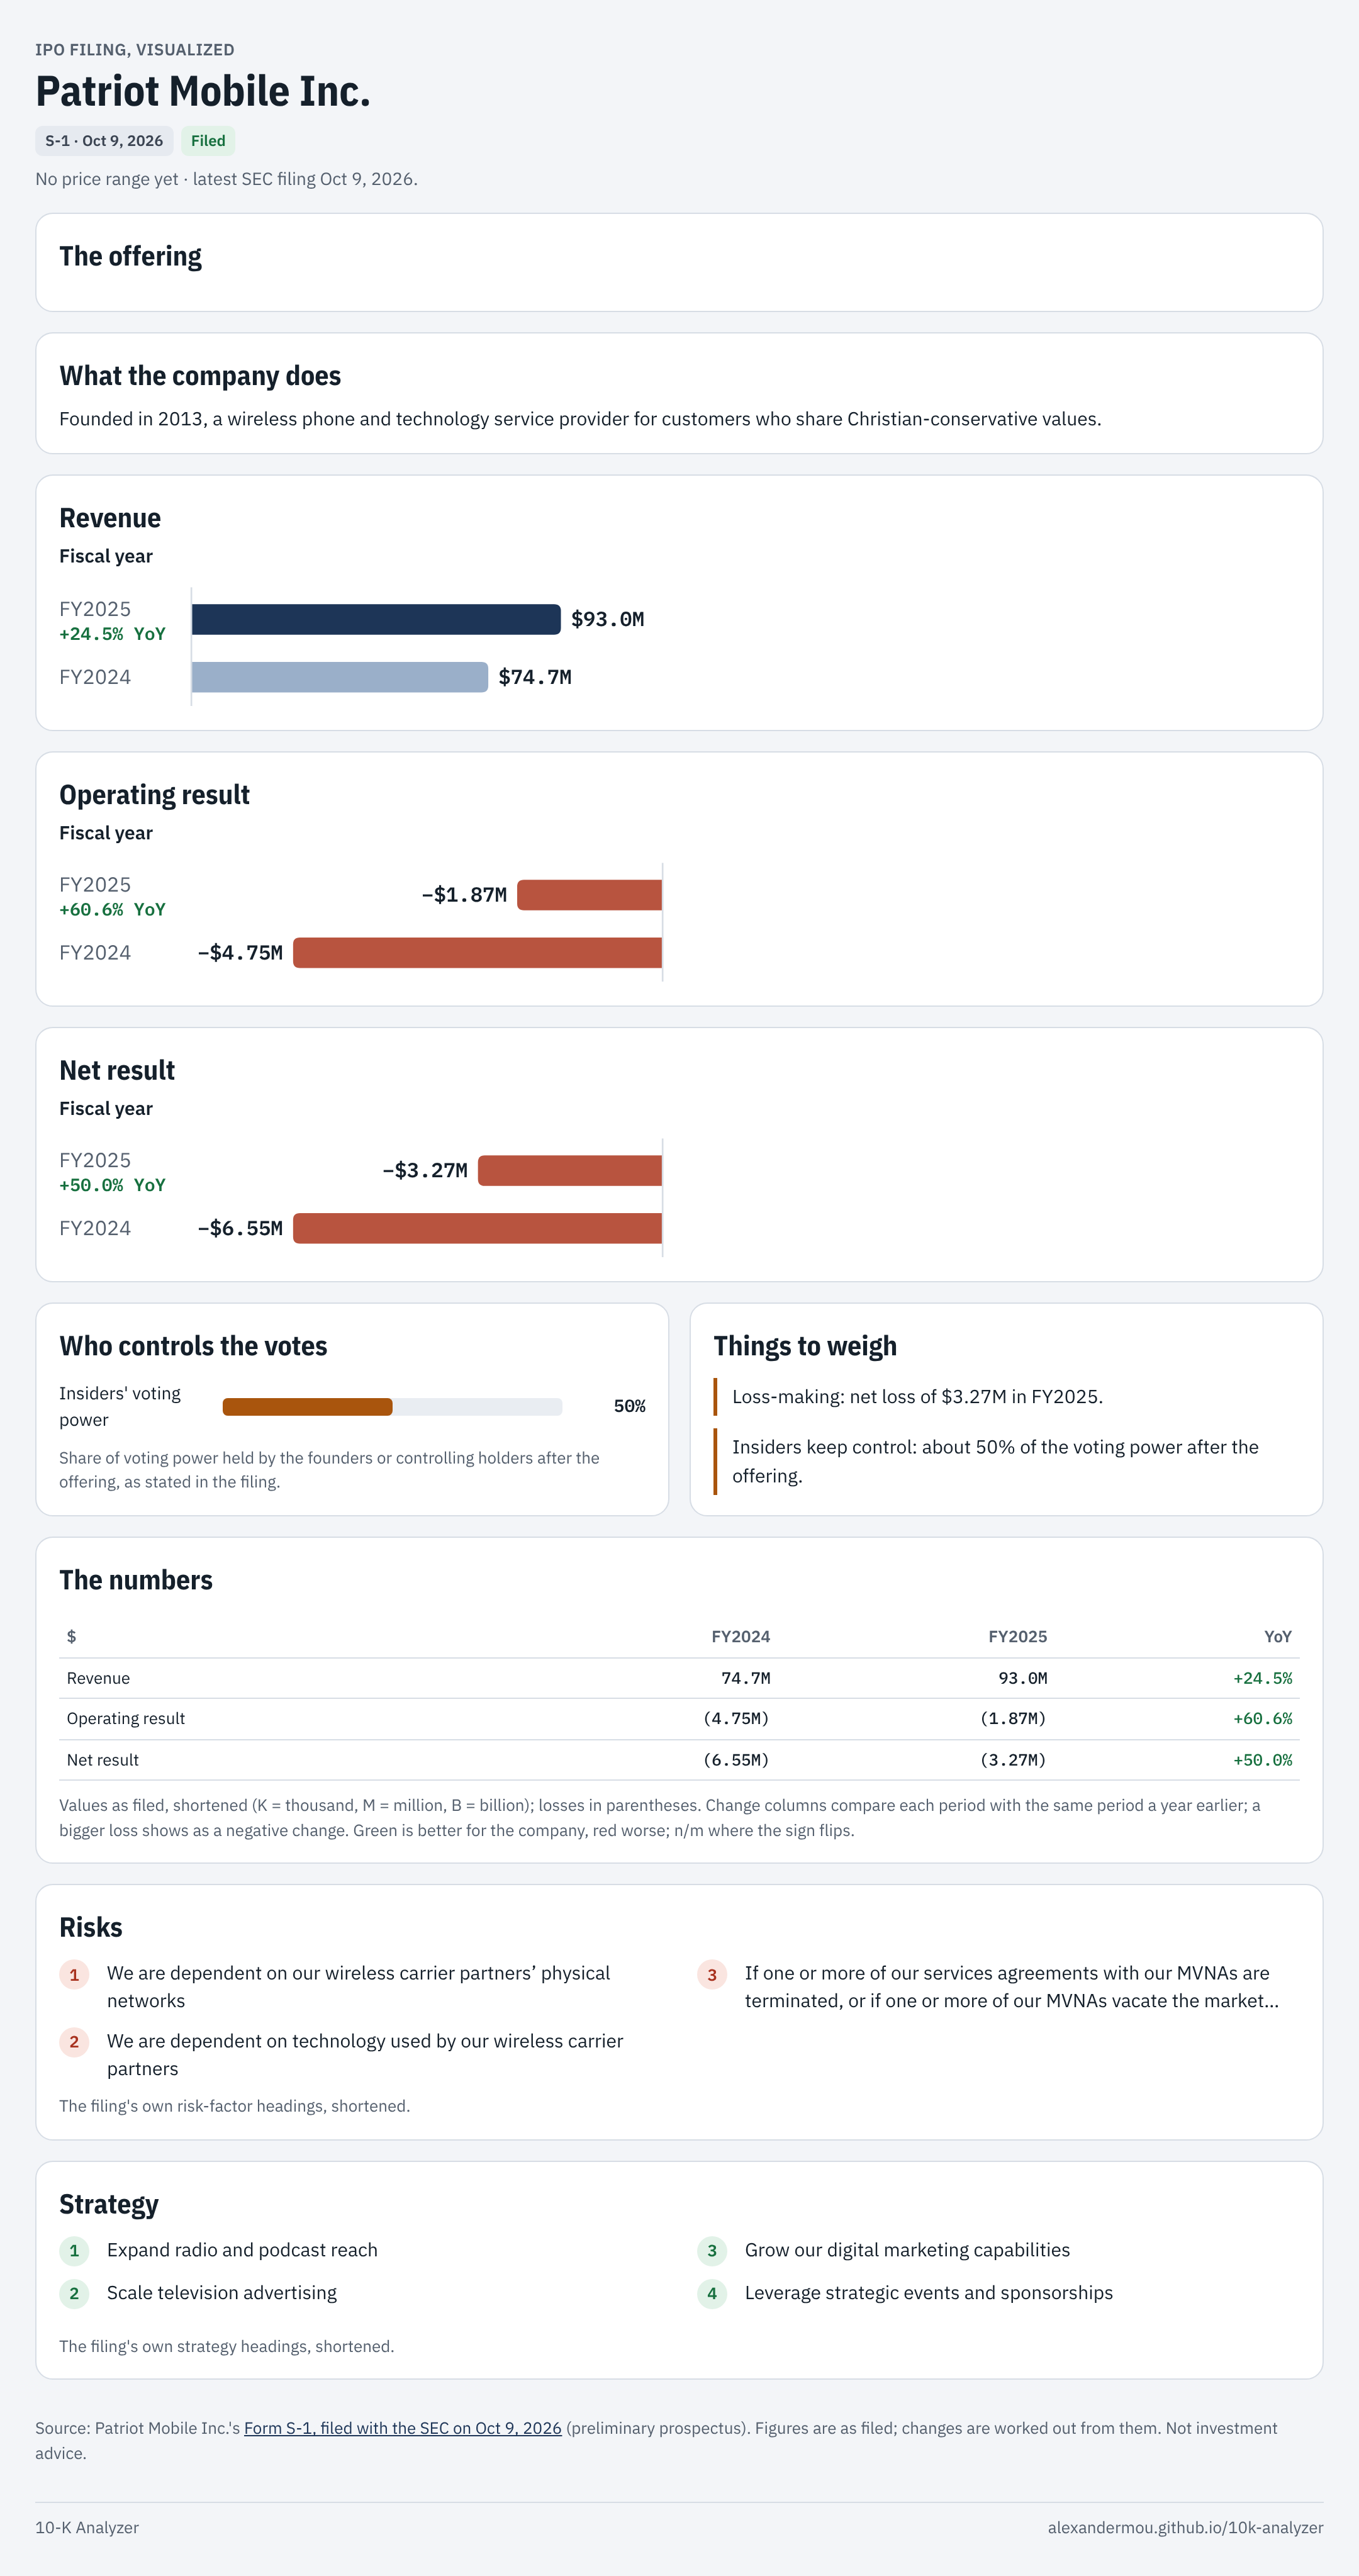 IPO FILING, VISUALIZED
Patriot Mobile Inc.
S-1 · Oct 9, 2026 Filed
No price range yet · latest SEC filing Oct 9, 2026.
The offering
What the company does
Founded in 2013, a wireless phone and technology service provider for customers who share Christian-conservative values.
Revenue
Fiscal year
FY2025
+24.5% YoY
$93.0M
FY2024
$74.7M
Operating result
Fiscal year
FY2025
+60.6% YoY
−$1.87M
FY2024
−$4.75M
Net result
Fiscal year
FY2025
+50.0% YoY
−$3.27M
FY2024
−$6.55M
Who controls the votes
Insiders' voting
power
50%
Share of voting power held by the founders or controlling holders after the
offering, as stated in the filing.
Things to weigh
Loss-making: net loss of $3.27M in FY2025.
Insiders keep control: about 50% of the voting power after the
offering.
The numbers
$ FY2024 FY2025 YoY
Revenue 74.7M 93.0M +24.5%
Operating result (4.75M) (1.87M) +60.6%
Net result (6.55M) (3.27M) +50.0%
Values as filed, shortened (K = thousand, M = million, B = billion); losses in parentheses. Change columns compare each period with the same period a year earlier; a
bigger loss shows as a negative change. Green is better for the company, red worse; n/m where the sign flips.
Risks
1 We are dependent on our wireless carrier partners’ physical
networks
2 We are dependent on technology used by our wireless carrier
partners
3 If one or more of our services agreements with our MVNAs are
terminated, or if one or more of our MVNAs vacate the market…
The filing's own risk-factor headings, shortened.
Strategy
1 Expand radio and podcast reach
2 Scale television advertising
3 Grow our digital marketing capabilities
4 Leverage strategic events and sponsorships
The filing's own strategy headings, shortened.
Source: Patriot Mobile Inc.'s Form S-1, filed with the SEC on Oct 9, 2026 (preliminary prospectus). Figures are as filed; changes are worked out from them. Not investment
advice.
10-K Analyzer
alexandermou.github.io/10k-analyzer